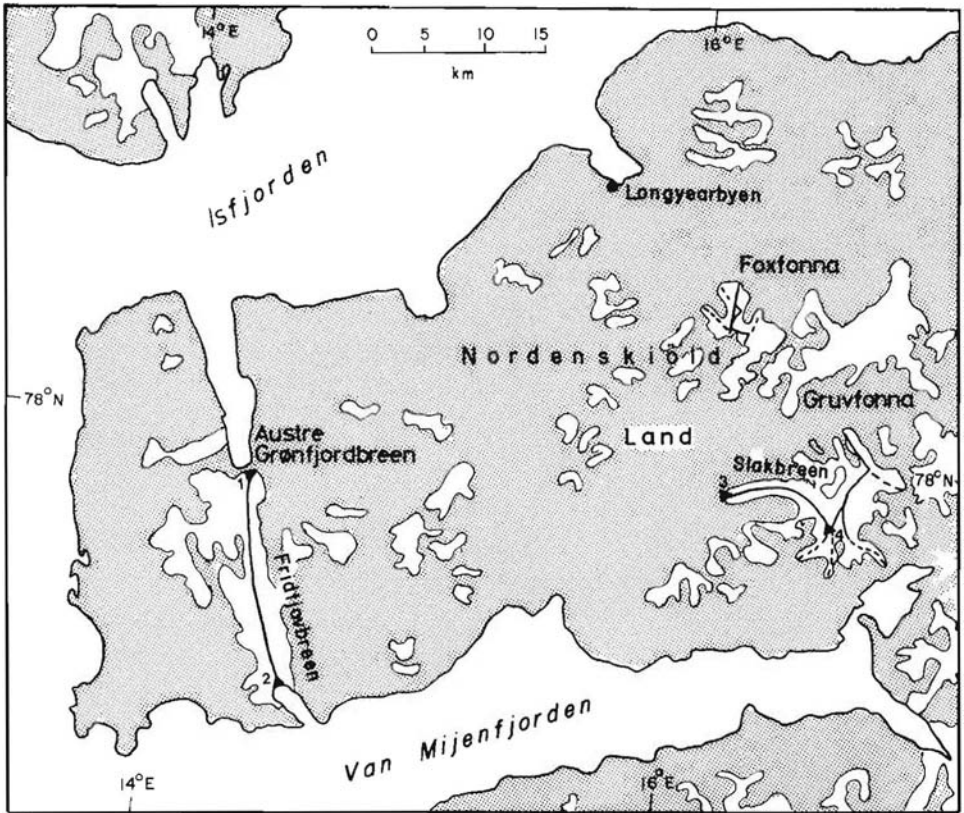 14°E
0 5 10 15
km
16°E
Isfjorden
Longyearbyen
Foxfonna
Nordenskiöld
Land
78°N
Gruvfonna
Austre
Grønfjordbreen
1
Slakbreen
3
78°N
4
Fridtjovbreen
2
Van Mijenfjorden
14°E
16°E